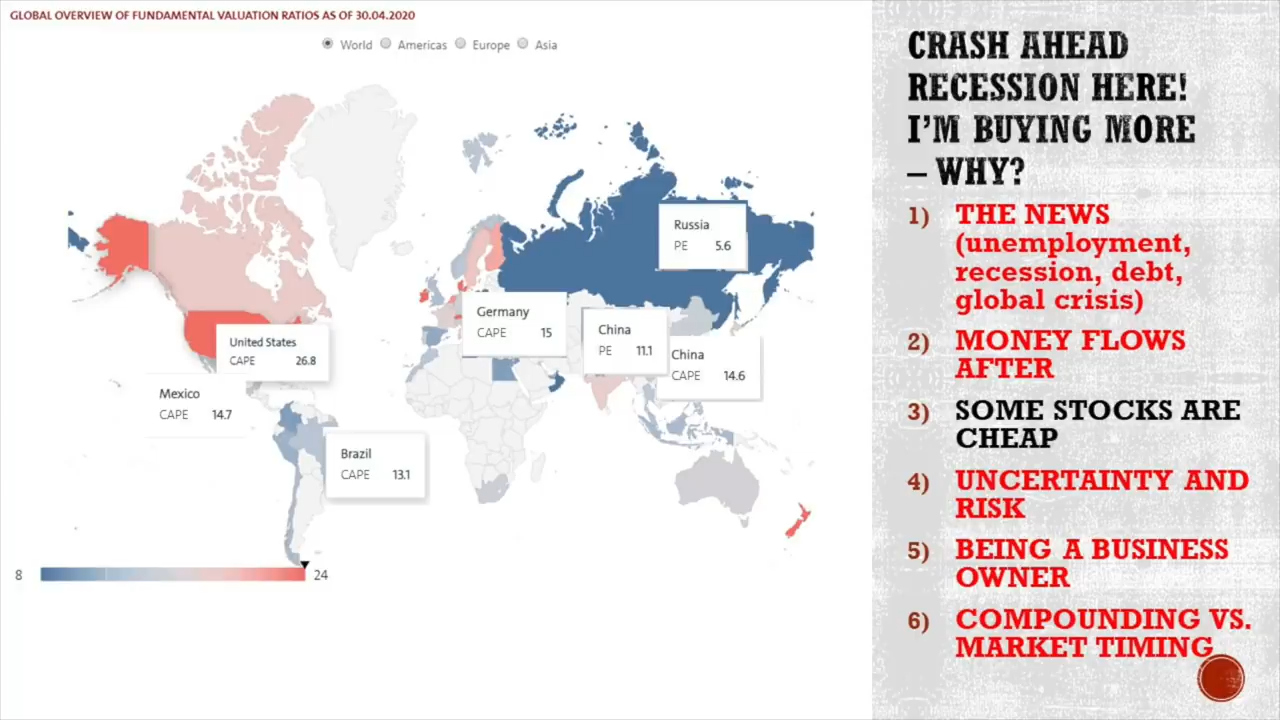 GLOBAL OVERVIEW OF FUNDAMENTAL VALUATION RATIOS AS OF 30.04.2020
World Americas Europe Asia
Russia
PE 5.6
Germany
CAPE 15
China
PE 11.1
United States
CAPE 26.8
China
CAPE 14.6
Mexico
CAPE 14.7
Brazil
CAPE 13.1
8 24
CRASH AHEAD
RECESSION HERE!
I'M BUYING MORE
– WHY?
1) THE NEWS
(unemployment,
recession, debt,
global crisis)
2) MONEY FLOWS
AFTER
3) SOME STOCKS ARE
CHEAP
4) UNCERTAINTY AND
RISK
5) BEING A BUSINESS
OWNER
6) COMPOUNDING VS.
MARKET TIMING